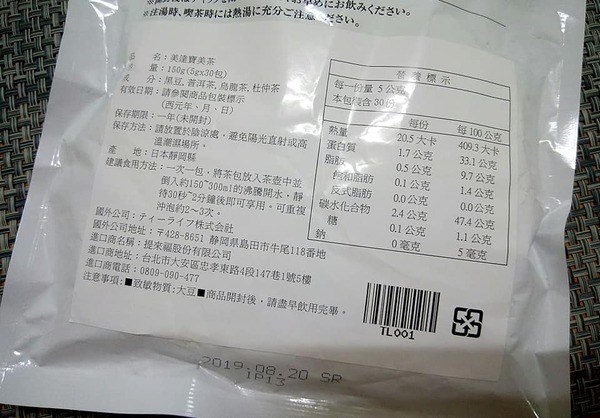 お早めにお飲みください。
※注湯時、喫茶時には熱湯に充分ご注意ください。
品　名：美達寶美茶
重　量：150g(5gx30包)
成　分：黑豆,普洱茶,烏龍茶,杜仲茶
有效日期：請參閱商品包裝標示
(西元年、月、日)
保存期限：一年(未開封)
保存方法：請放置於陰涼處，避免陽光直射或高
溫潮濕場所。
產　地：日本靜岡縣
建議食用方法：一次一包，將茶包放入茶壺中並
倒入約150~300ml的沸騰開水，靜
待30秒~2分鐘後即可享用。可重複
沖泡約2~3次。
國外公司：ティーライフ株式会社
國外公司地址：〒428-8651 静岡県島田市牛尾118番地
進口商名稱：提來福股份有限公司
進口商地址：台北市大安區忠孝東路4段147巷1號5樓
進口商電話：0809-090-477
注意事項:■致敏物質:大豆■商品開封後，請盡早飲用完畢。
營養標示
每一份量 5公克
本包裝含 30份
每份 每100公克
熱量 20.5 大卡 409.3 大卡
蛋白質 1.7 公克 33.1 公克
脂肪 0.5 公克 9.7 公克
飽和脂肪 0.1 公克 1.4 公克
反式脂肪 0.0 公克 0.0 公克
碳水化合物 2.4 公克 47.4 公克
糖 0.1 公克 1.1 公克
鈉 0 毫克 5 毫克
TL001
2019.08.20 SR
1P13